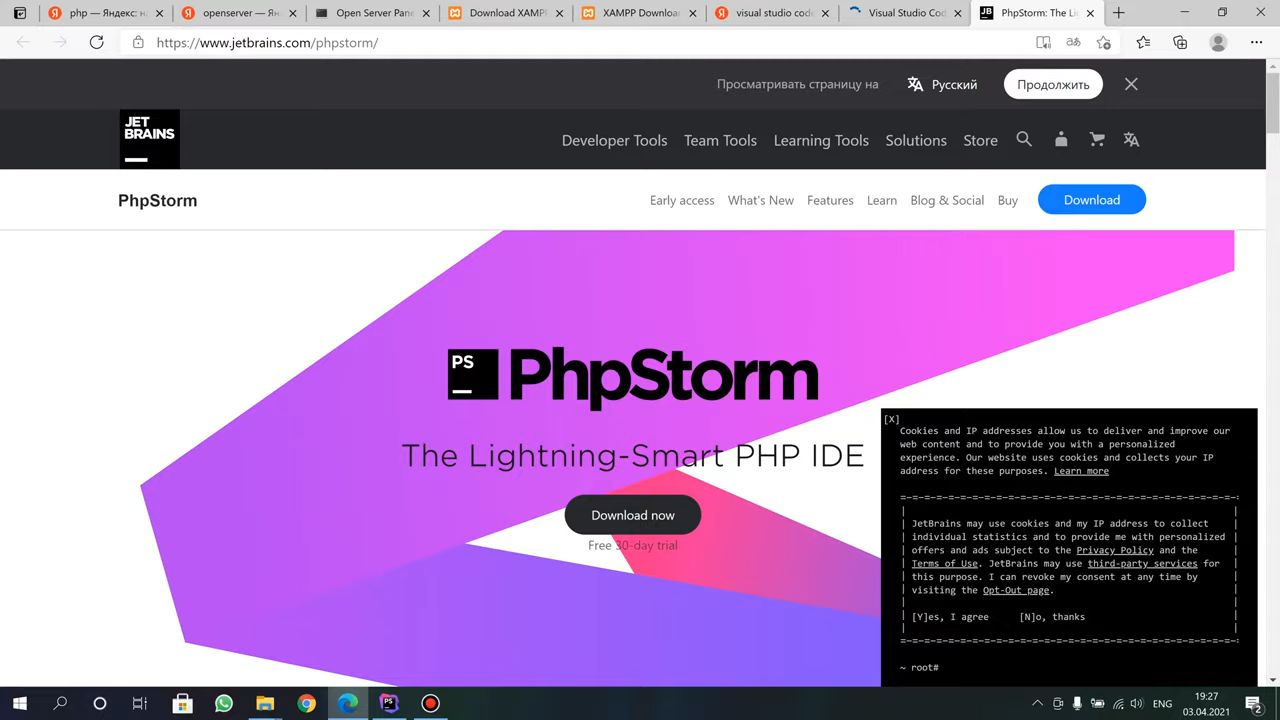 php — Яндекс: на
openserver — Ян
Open Server Pane
Download XAMPP
XAMPP Download
visual studio code
Visual Studio Cod
PhpStorm: The Li
https://www.jetbrains.com/phpstorm/
Просматривать страницу на
Русский
Продолжить
JET
BRAINS
Developer Tools
Team Tools
Learning Tools
Solutions
Store
PhpStorm
Early access
What's New
Features
Learn
Blog & Social
Buy
Download
PS
PhpStorm
The Lightning-Smart PHP IDE
Download now
Free 30-day trial
[X]
Cookies and IP addresses allow us to deliver and improve our
web content and to provide you with a personalized
experience. Our website uses cookies and collects your IP
address for these purposes. Learn more
JetBrains may use cookies and my IP address to collect
individual statistics and to provide me with personalized
offers and ads subject to the Privacy Policy and the
Terms of Use. JetBrains may use third-party services for
this purpose. I can revoke my consent at any time by
visiting the Opt-Out page.
[Y]es, I agree [N]o, thanks
~ root#
ENG
19:27
03.04.2021
2